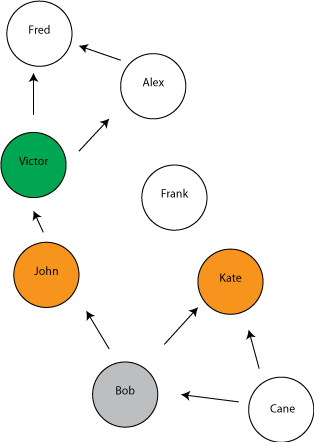 Fred
Alex
Victor
Frank
John
Kate
Bob
Cane